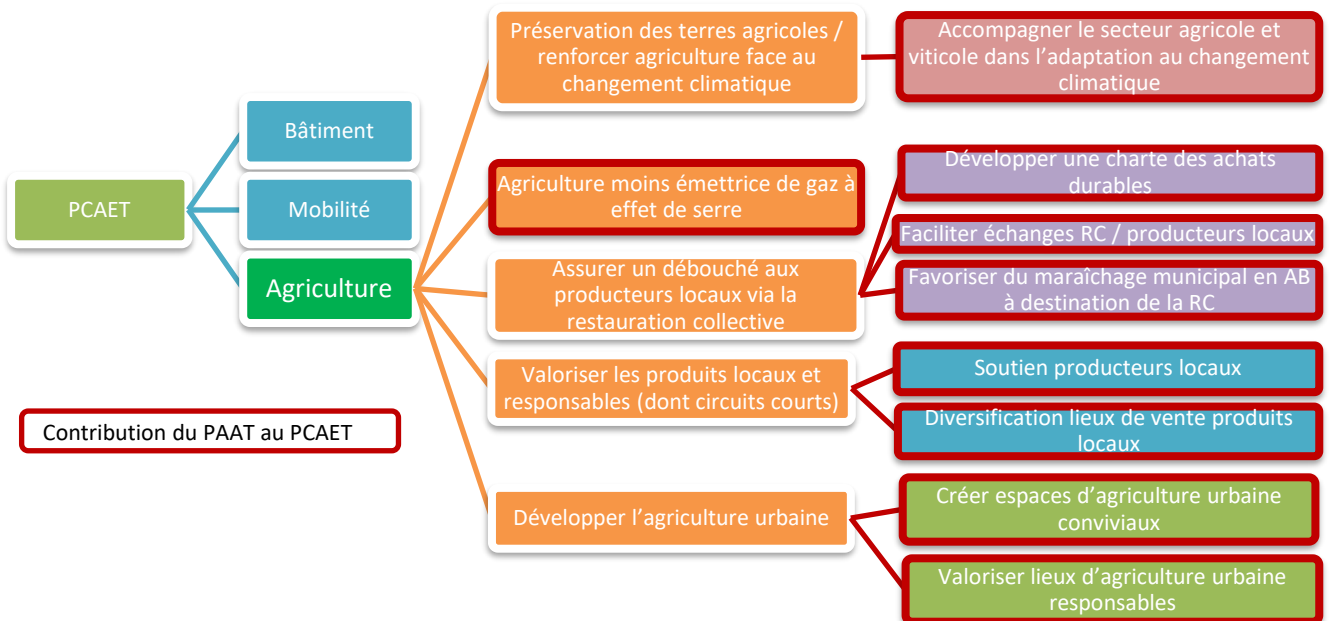 PCAET
Bâtiment
Mobilité
Agriculture
Préservation des terres agricoles /
renforcer agriculture face au
changement climatique
Accompagner le secteur agricole et
viticole dans l’adaptation au changement
climatique
Agriculture moins émettrice de gaz à
effet de serre
Assurer un débouché aux
producteurs locaux via la
restauration collective
Développer une charte des achats
durables
Faciliter échanges RC / producteurs locaux
Favoriser du maraîchage municipal en AB
à destination de la RC
Valoriser les produits locaux et
responsables (dont circuits courts)
Soutien producteurs locaux
Diversification lieux de vente produits
locaux
Développer l’agriculture urbaine
Créer espaces d’agriculture urbaine
conviviaux
Valoriser lieux d’agriculture urbaine
responsables
Contribution du PAAT au PCAET